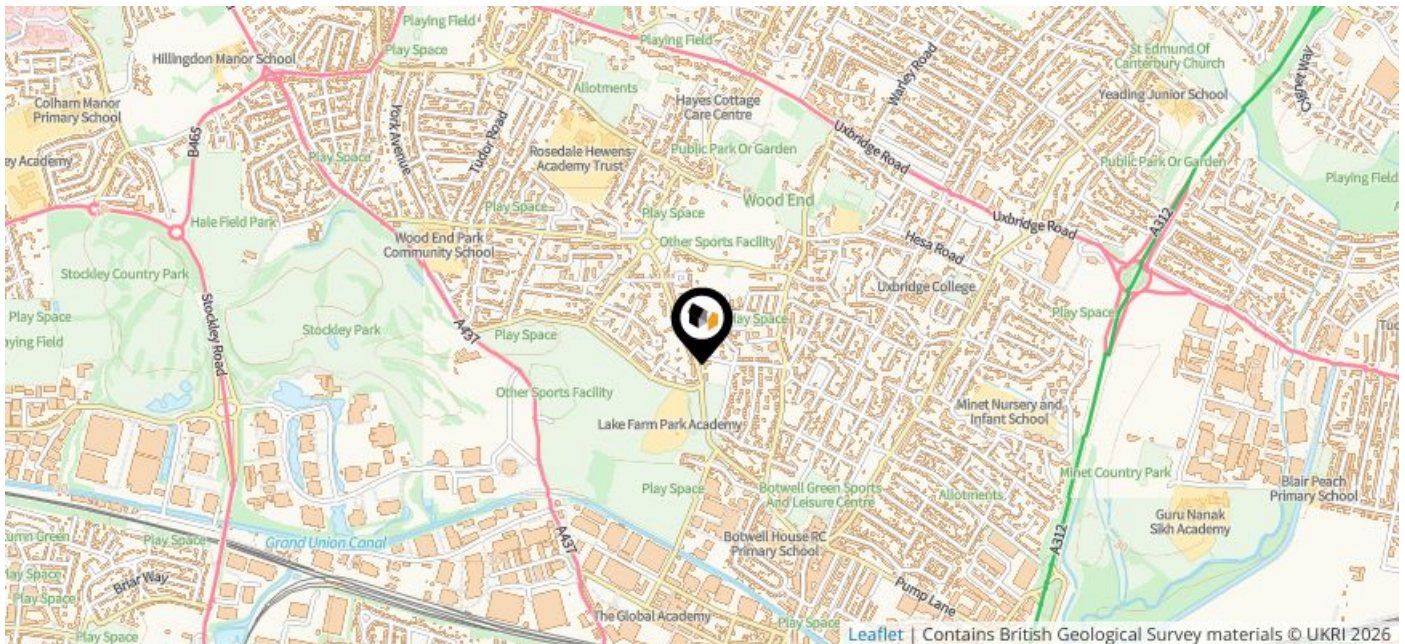 Playing Field
Hillingdon Manor School
Play Space
Playing Field
St Edmund Of
Canterbury Church
Warley Road
Allotments
Hayes Cottage
Care Centre
Yeading Junior School
Colham Manor
Primary School
B465
York Avenue
Tudor Road
Uxbridge Road
Play Space
Rosedale Hewens
Academy Trust
Public Park Or Garden
Public Park Or Garden
Playing Field
ey Academy
Wood End
Play Space
Play Space
Uxbridge Road
A312
Hale Field Park
Wood End Park
Community School
Other Sports Facility
Hesa Road
Stockley Country Park
Uxbridge College
Play Space
Stockley Road
Stockley Park
A437
Play Space
Play Space
Play Space
aying Field
Other Sports Facility
Lake Farm Park Academy
Minet Nursery and
Infant School
Minet Country Park
Blair Peach
Primary School
Play Space
Botwell Green Sports
And Leisure Centre
Allotments
Guru Nanak
Sikh Academy
A437
Botwell House RC
Primary School
A312
Play Space
Grand Union Canal
Briar Way
Pump Lane
The Global Academy
Play Space
Leaflet | Contains British Geological Survey materials © UKRI 2026